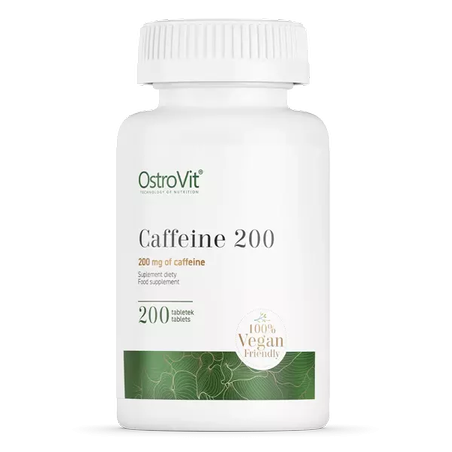 OSTROVIT®
TECHNOLOGY OF NUTRITION
Caffeine 200
200 mg of caffeine
Suplement diety
Food supplement
200 tabletek
tablets
100%
Vegan
Friendly